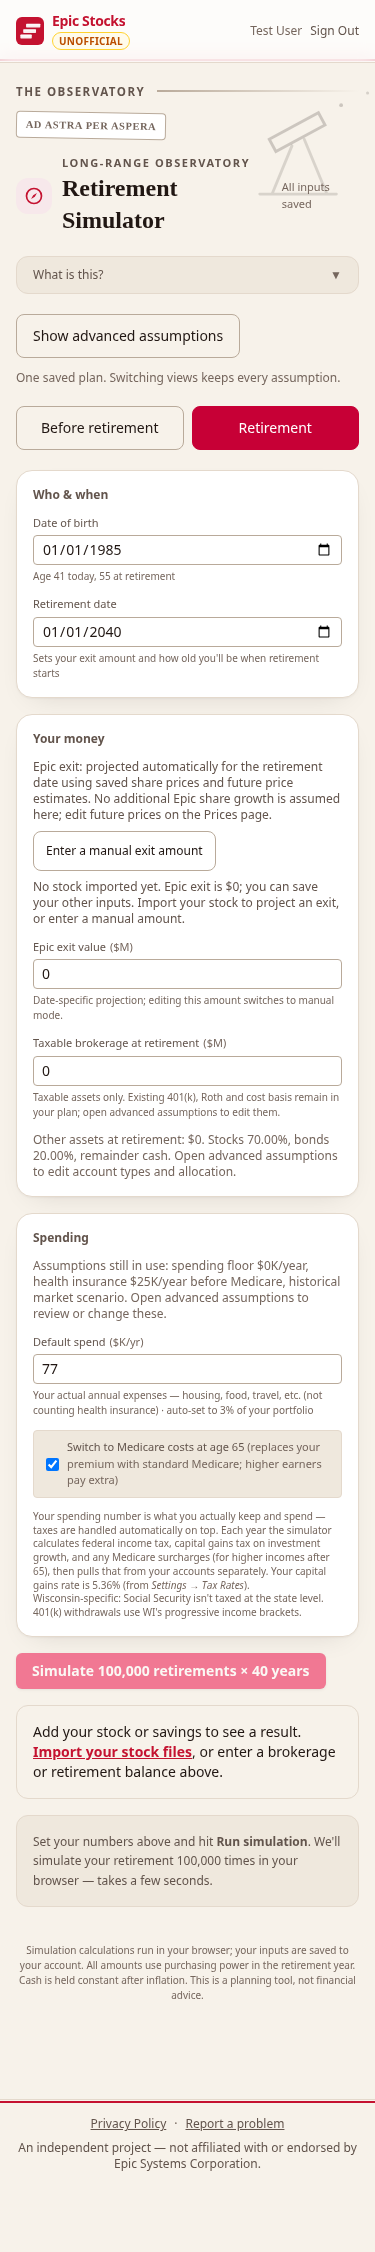 Epic Stocks
UNOFFICIAL
Test User Sign Out
THE OBSERVATORY
AD ASTRA PER ASPERA
LONG-RANGE OBSERVATORY
Retirement
Simulator
All inputs
saved
What is this? ▼
Show advanced assumptions
One saved plan. Switching views keeps every assumption.
Before retirement
Retirement
Who & when
Date of birth
01/01/1985
Age 41 today, 55 at retirement
Retirement date
01/01/2040
Sets your exit amount and how old you'll be when retirement
starts
Your money
Epic exit: projected automatically for the retirement
date using saved share prices and future price
estimates. No additional Epic share growth is assumed
here; edit future prices on the Prices page.
Enter a manual exit amount
No stock imported yet. Epic exit is $0; you can save
your other inputs. Import your stock to project an exit,
or enter a manual amount.
Epic exit value ($M)
0
Date-specific projection; editing this amount switches to manual
mode.
Taxable brokerage at retirement ($M)
0
Taxable assets only. Existing 401(k), Roth and cost basis remain in
your plan; open advanced assumptions to edit them.
Other assets at retirement: $0. Stocks 70.00%, bonds
20.00%, remainder cash. Open advanced assumptions
to edit account types and allocation.
Spending
Assumptions still in use: spending floor $0K/year,
health insurance $25K/year before Medicare, historical
market scenario. Open advanced assumptions to
review or change these.
Default spend ($K/yr)
77
Your actual annual expenses — housing, food, travel, etc. (not
counting health insurance) · auto-set to 3% of your portfolio
Switch to Medicare costs at age 65 (replaces your
premium with standard Medicare; higher earners
pay extra)
Your spending number is what you actually keep and spend —
taxes are handled automatically on top. Each year the simulator
calculates federal income tax, capital gains tax on investment
growth, and any Medicare surcharges (for higher incomes after
65), then pulls from your accounts separately. Your capital
gains rate is 5.36% (from Settings → Tax Rates).
Wisconsin-specific: Social Security isn't taxed at the state level.
401(k) withdrawals use WI's progressive income brackets.
Simulate 100,000 retirements × 40 years
Add your stock or savings to see a result.
Import your stock files, or enter a brokerage
or retirement balance above.
Set your numbers above and hit Run simulation. We'll
simulate your retirement 100,000 times in your
browser — takes a few seconds.
Simulation calculations run in your browser; your inputs are saved to
your account. All amounts use purchasing power in the retirement year.
Cash is held constant after inflation. This is a planning tool, not financial
advice.
Privacy Policy · Report a problem
An independent project — not affiliated with or endorsed by
Epic Systems Corporation.